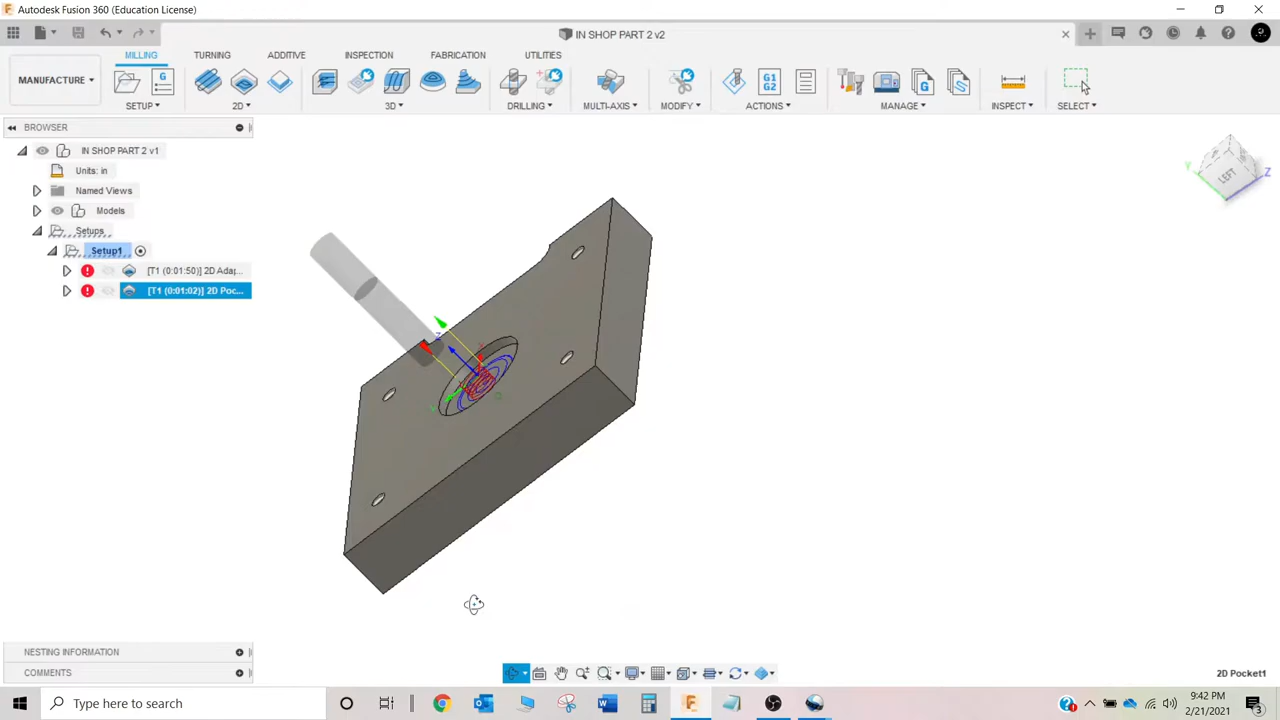 Autodesk Fusion 360 (Education License)
IN SHOP PART 2 v2
MILLING TURNING ADDITIVE INSPECTION FABRICATION UTILITIES
MANUFACTURE
G G1 G2 G
SETUP 2D 3D DRILLING MULTI-AXIS MODIFY ACTIONS MANAGE INSPECT SELECT
BROWSER
IN SHOP PART 2 v1
Units: in
Named Views
Models
Setups
Setup1
[T1 (0:01:50)] 2D Adap...
[T1 (0:01:02)] 2D Poc...
LEFT
Y
Z
NESTING INFORMATION
COMMENTS
2D Pocket1
Type here to search
9:42 PM
2/21/2021
3